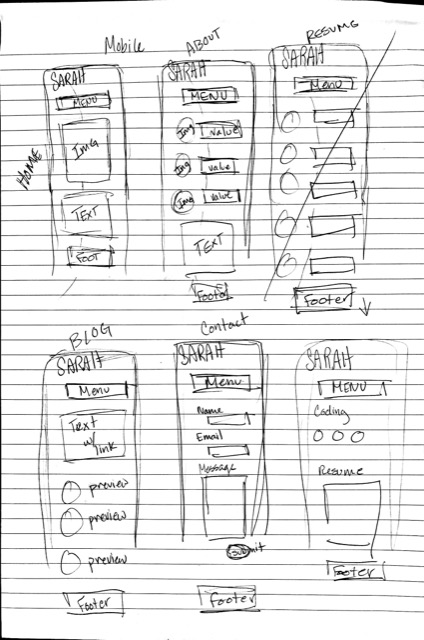 Mobile
ABOUT
RESUME
HOME
SARAH
MENU
IMG
TEXT
FOOT
SARAH
MENU
Img value
Img value
Img value
TEXT
Footer
SARAH
Menu
Footer
BLOG
SARAH
Menu
Text
w/
link
preview
preview
preview
Footer
Contact
SARAH
Menu
Name
Email
Message
Submit
Footer
SARAH
MENU
Coding
Resume
Footer